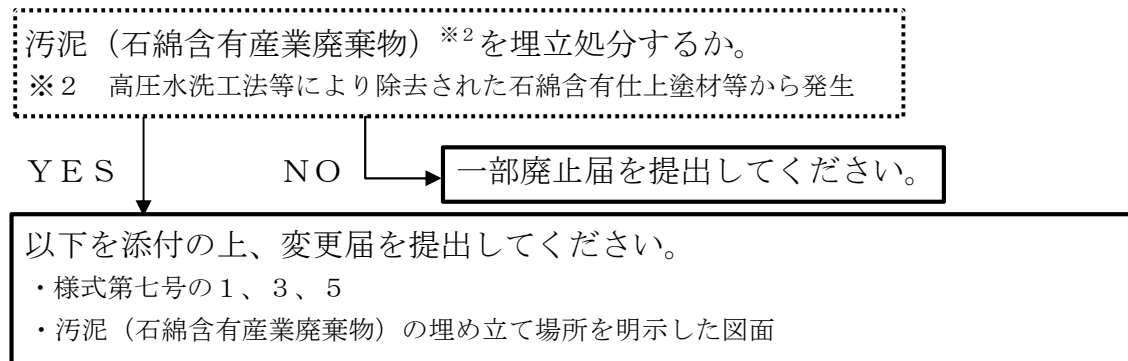 汚泥（石綿含有産業廃棄物）※２を埋立処分するか。
※２　高圧水洗工法等により除去された石綿含有仕上塗材等から発生
ＹＥＳ
ＮＯ
一部廃止届を提出してください。
以下を添付の上、変更届を提出してください。
・様式第七号の１、３、５
・汚泥（石綿含有産業廃棄物）の埋め立て場所を明示した図面